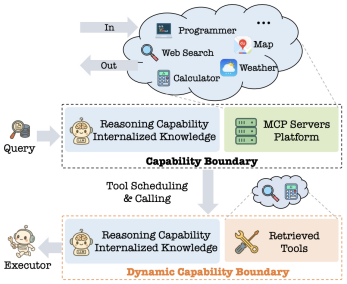 In
Out
Programmer
...
Web Search
Map
Calculator
Weather
Query
Reasoning Capability
Internalized Knowledge
MCP Servers
Platform
Capability Boundary
Tool Scheduling
& Calling
Executor
Reasoning Capability
Internalized Knowledge
Retrieved
Tools
Dynamic Capability Boundary